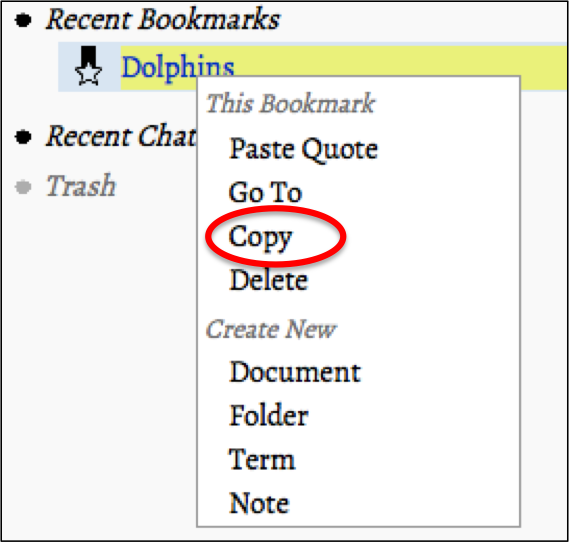 Recent Bookmarks
Dolphins
This Bookmark
Recent Chat
Paste Quote
Trash
Go To
Copy
Delete
Create New
Document
Folder
Term
Note